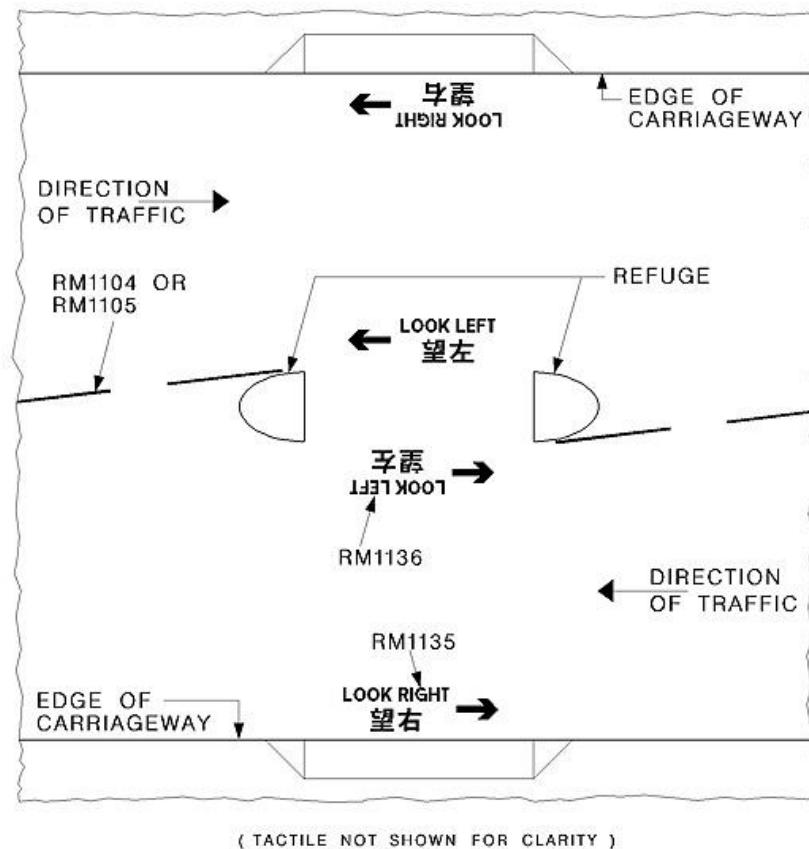 望右
LOOK RIGHT
EDGE OF
CARRIAGEWAY
DIRECTION
OF TRAFFIC
RM1104 OR
RM1105
REFUGE
LOOK LEFT
望左
望左
LOOK LEFT
RM1136
DIRECTION
OF TRAFFIC
RM1135
EDGE OF
CARRIAGEWAY
LOOK RIGHT
望右
( TACTILE NOT SHOWN FOR CLARITY )